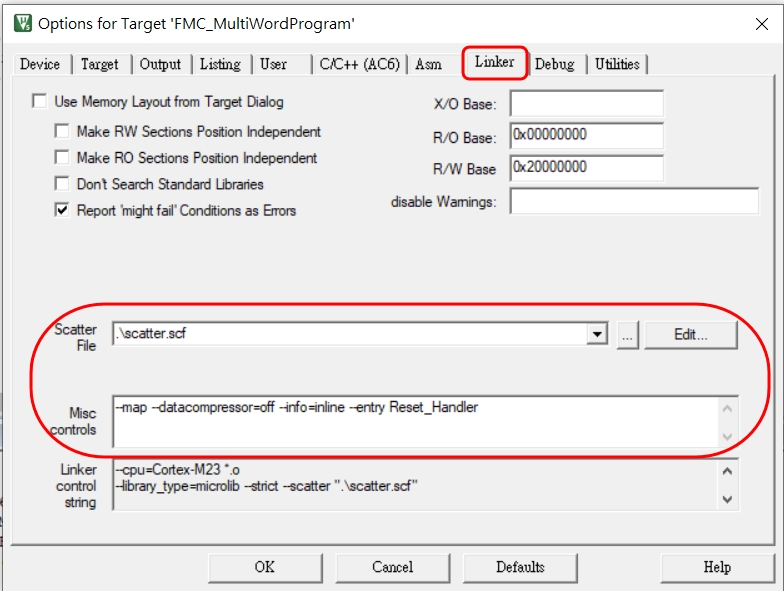 Options for Target 'FMC_MultiWordProgram'
Device Target Output Listing User C/C++ (AC6) Asm Linker Debug Utilities
Use Memory Layout from Target Dialog
Make RW Sections Position Independent
Make RO Sections Position Independent
Don't Search Standard Libraries
Report 'might fail' Conditions as Errors
X/O Base:
R/O Base: 0x00000000
R/W Base 0x20000000
disable Warnings:
Scatter File .\scatter.scf ... Edit...
Misc controls --map --datacompressor=off --info=inline --entry Reset_Handler
Linker control string --cpu=Cortex-M23 *.o
--library_type=microlib --strict --scatter ".\scatter.scf"
OK Cancel Defaults Help